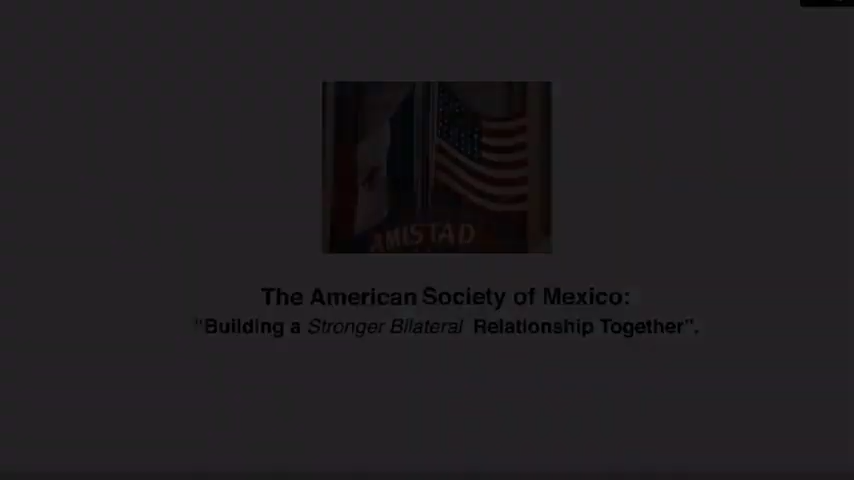 AMISTAD
The American Society of Mexico:
"Building a Stronger Bilateral Relationship Together".